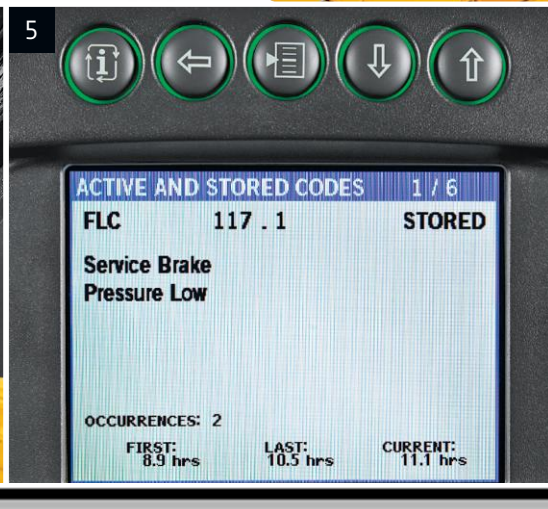 5
i
ACTIVE AND STORED CODES 1 / 6
FLC 117 . 1 STORED
Service Brake
Pressure Low
OCCURRENCES: 2
FIRST: LAST: CURRENT:
8.9 hrs 10.5 hrs 11.1 hrs